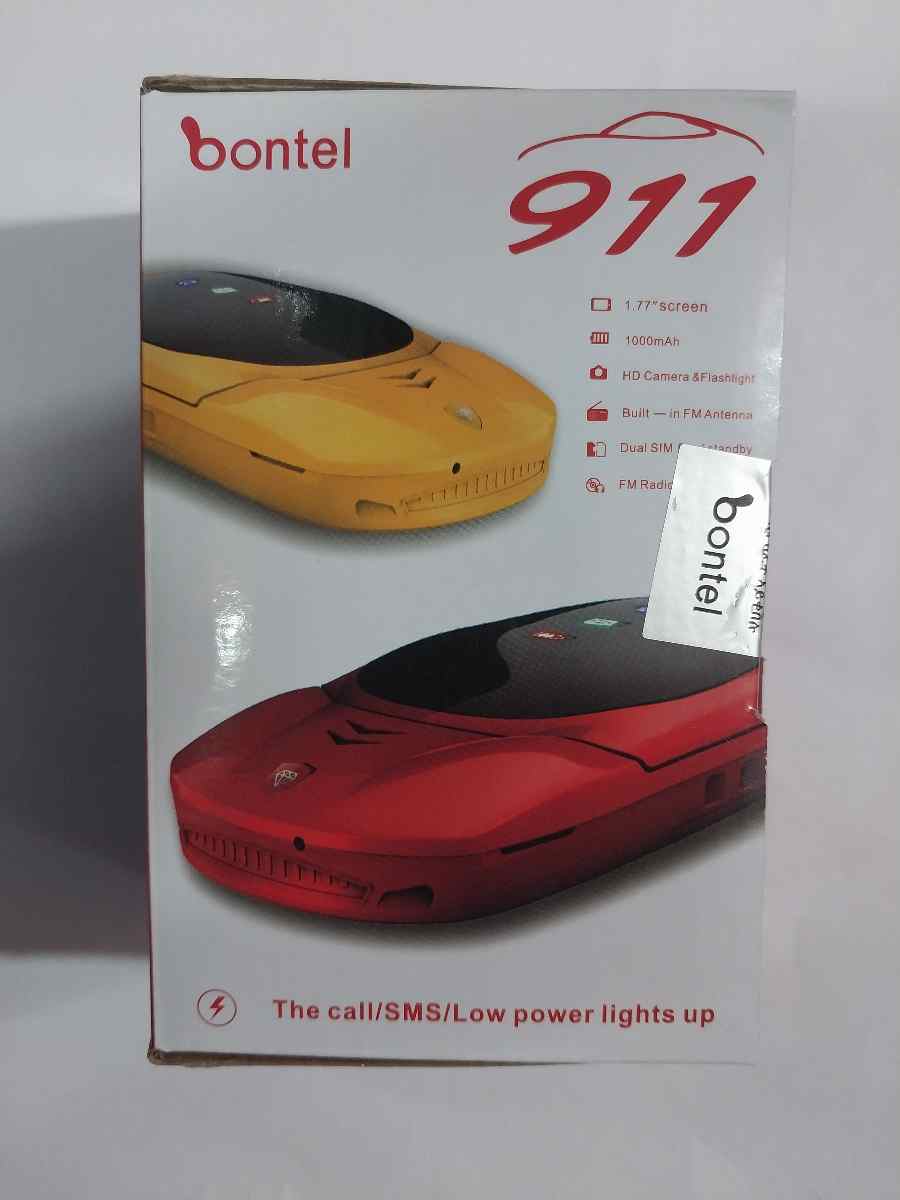 bontel
911
1.77"screen
1000mAh
HD Camera &Flashlight
Built — in FM Antenna
Dual SIM standby
FM Radio
bontel
The call/SMS/Low power lights up